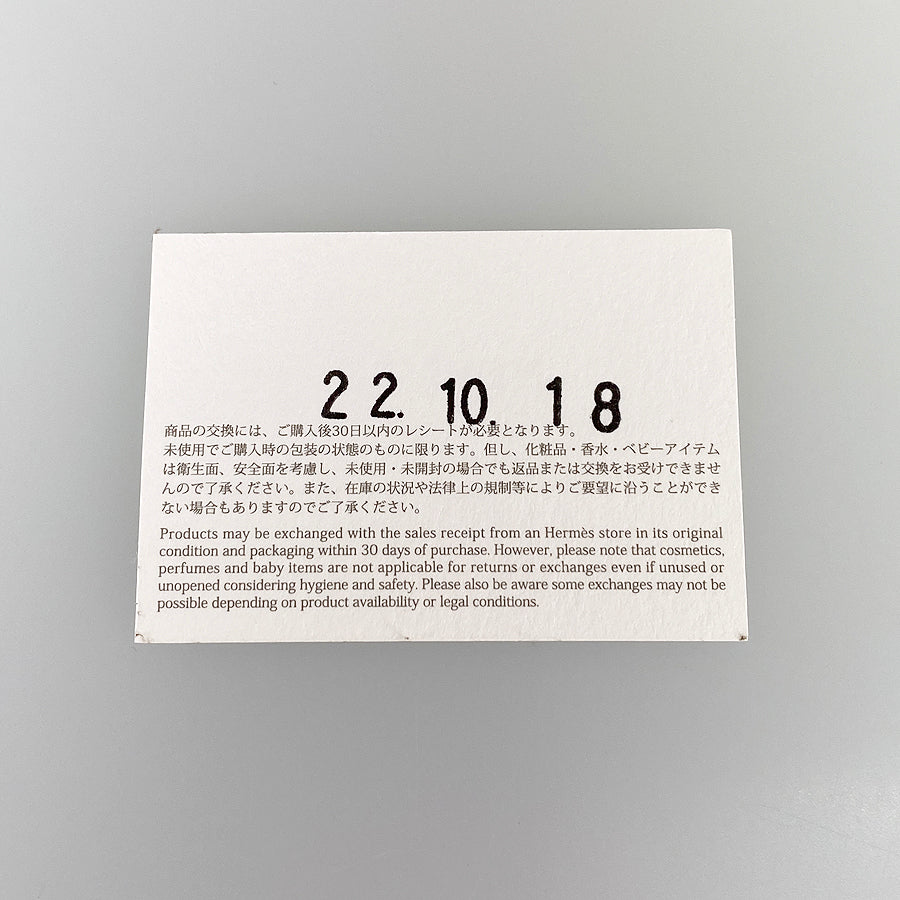 22. 10. 18
商品の交換には、ご購入後30日以内のレシートが必要となります。
未使用でご購入時の包装の状態のものに限ります。但し、化粧品・香水・ベビーアイテム
は衛生面、安全面を考慮し、未使用・未開封の場合でも返品または交換をお受けできませ
んので了承ください。また、在庫の状況や法律上の規制等によりご要望に沿うことができ
ない場合もありますのでご了承ください。
Products may be exchanged with the sales receipt from an Hermès store in its original
condition and packaging within 30 days of purchase. However, please note that cosmetics,
perfumes and baby items are not applicable for returns or exchanges even if unused or
unopened considering hygiene and safety. Please also be aware some exchanges may not be
possible depending on product availability or legal conditions.